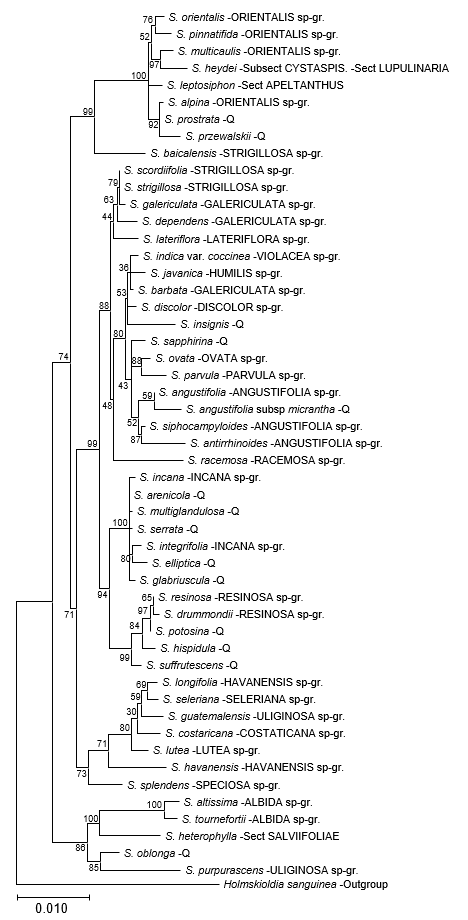 76
S. orientalis -ORIENTALIS sp-gr.
52
S. pinnatifida -ORIENTALIS sp-gr.
S. multicaulis -ORIENTALIS sp-gr.
97
S. heydei -Subsect CYSTASPIS. -Sect LUPULINARIA
100
S. leptosiphon -Sect APELTANTHUS
S. alpina -ORIENTALIS sp-gr.
99
S. prostrata -Q
92
S. przewalskii -Q
S. baicalensis -STRIGILLOSA sp-gr.
S. scordiifolia -STRIGILLOSA sp-gr.
79
S. strigillosa -STRIGILLOSA sp-gr.
63
S. galericulata -GALERICULATA sp-gr.
44
S. dependens -GALERICULATA sp-gr.
S. lateriflora -LATERIFLORA sp-gr.
S. indica var. coccinea -VIOLACEA sp-gr.
36
S. javanica -HUMILIS sp-gr.
53
S. barbata -GALERICULATA sp-gr.
88
S. discolor -DISCOLOR sp-gr.
S. insignis -Q
80
S. sapphirina -Q
74
88
S. ovata -OVATA sp-gr.
43
S. parvula -PARVULA sp-gr.
59
S. angustifolia -ANGUSTIFOLIA sp-gr.
48
S. angustifolia subsp micrantha -Q
52
S. siphocampyloides -ANGUSTIFOLIA sp-gr.
87
S. antirrhinoides -ANGUSTIFOLIA sp-gr.
99
S. racemosa -RACEMOSA sp-gr.
S. incana -INCANA sp-gr.
S. arenicola -Q
S. multiglandulosa -Q
100
S. serrata -Q
S. integrifolia -INCANA sp-gr.
80
S. elliptica -Q
S. glabriuscula -Q
94
65
S. resinosa -RESINOSA sp-gr.
97
71
S. drummondii -RESINOSA sp-gr.
84
S. potosina -Q
S. hispidula -Q
99
S. suffrutescens -Q
69
S. longifolia -HAVANENSIS sp-gr.
59
S. seleriana -SELERIANA sp-gr.
30
S. guatemalensis -ULIGINOSA sp-gr.
80
S. costaricana -COSTATICANA sp-gr.
71
S. lutea -LUTEA sp-gr.
S. havanensis -HAVANENSIS sp-gr.
73
S. splendens -SPECIOSA sp-gr.
100
S. altissima -ALBIDA sp-gr.
100
S. tournefortii -ALBIDA sp-gr.
S. heterophylla -Sect SALVIIFOLIAE
86
S. oblonga -Q
85
S. purpurascens -ULIGINOSA sp-gr.
Holmskioldia sanguinea -Outgroup
0.010